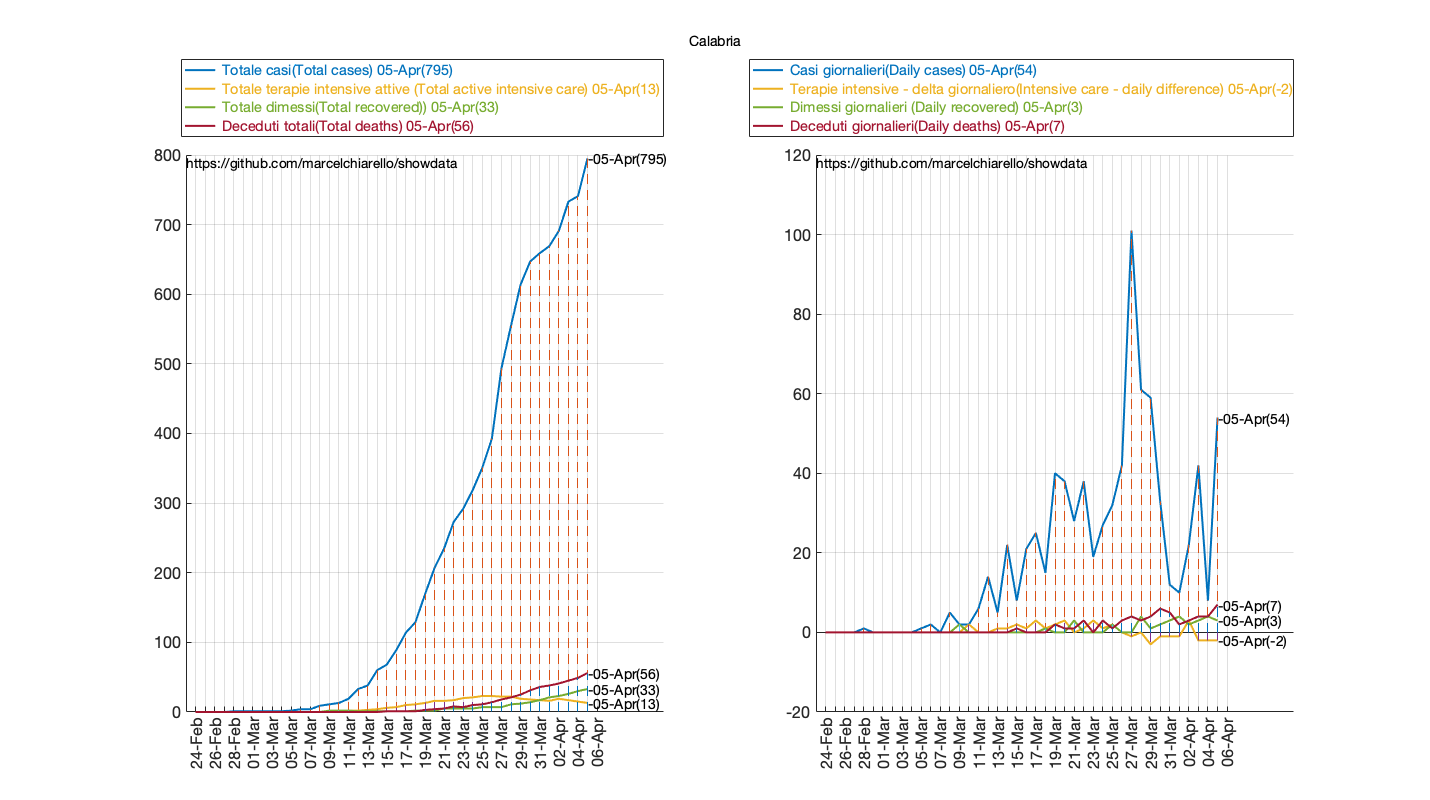 Calabria
Totale casi(Total cases) 05-Apr(795)
Totale terapie intensive attive (Total active intensive care) 05-Apr(13)
Totale dimessi(Total recovered)) 05-Apr(33)
Deceduti totali(Total deaths) 05-Apr(56)
https://github.com/marcelchiarello/showdata
800
700
600
500
400
300
200
100
0
-05-Apr(795)
-05-Apr(56)
-05-Apr(33)
-05-Apr(13)
24-Feb
26-Feb
28-Feb
01-Mar
03-Mar
05-Mar
07-Mar
09-Mar
11-Mar
13-Mar
15-Mar
17-Mar
19-Mar
21-Mar
23-Mar
25-Mar
27-Mar
29-Mar
31-Mar
02-Apr
04-Apr
06-Apr
Casi giornalieri(Daily cases) 05-Apr(54)
Terapie intensive - delta giornaliero(Intensive care - daily difference) 05-Apr(-2)
Dimessi giornalieri (Daily recovered) 05-Apr(3)
Deceduti giornalieri(Daily deaths) 05-Apr(7)
https://github.com/marcelchiarello/showdata
120
100
80
60
40
20
0
-20
-05-Apr(54)
-05-Apr(7)
-05-Apr(3)
-05-Apr(-2)
24-Feb
26-Feb
28-Feb
01-Mar
03-Mar
05-Mar
07-Mar
09-Mar
11-Mar
13-Mar
15-Mar
17-Mar
19-Mar
21-Mar
23-Mar
25-Mar
27-Mar
29-Mar
31-Mar
02-Apr
04-Apr
06-Apr